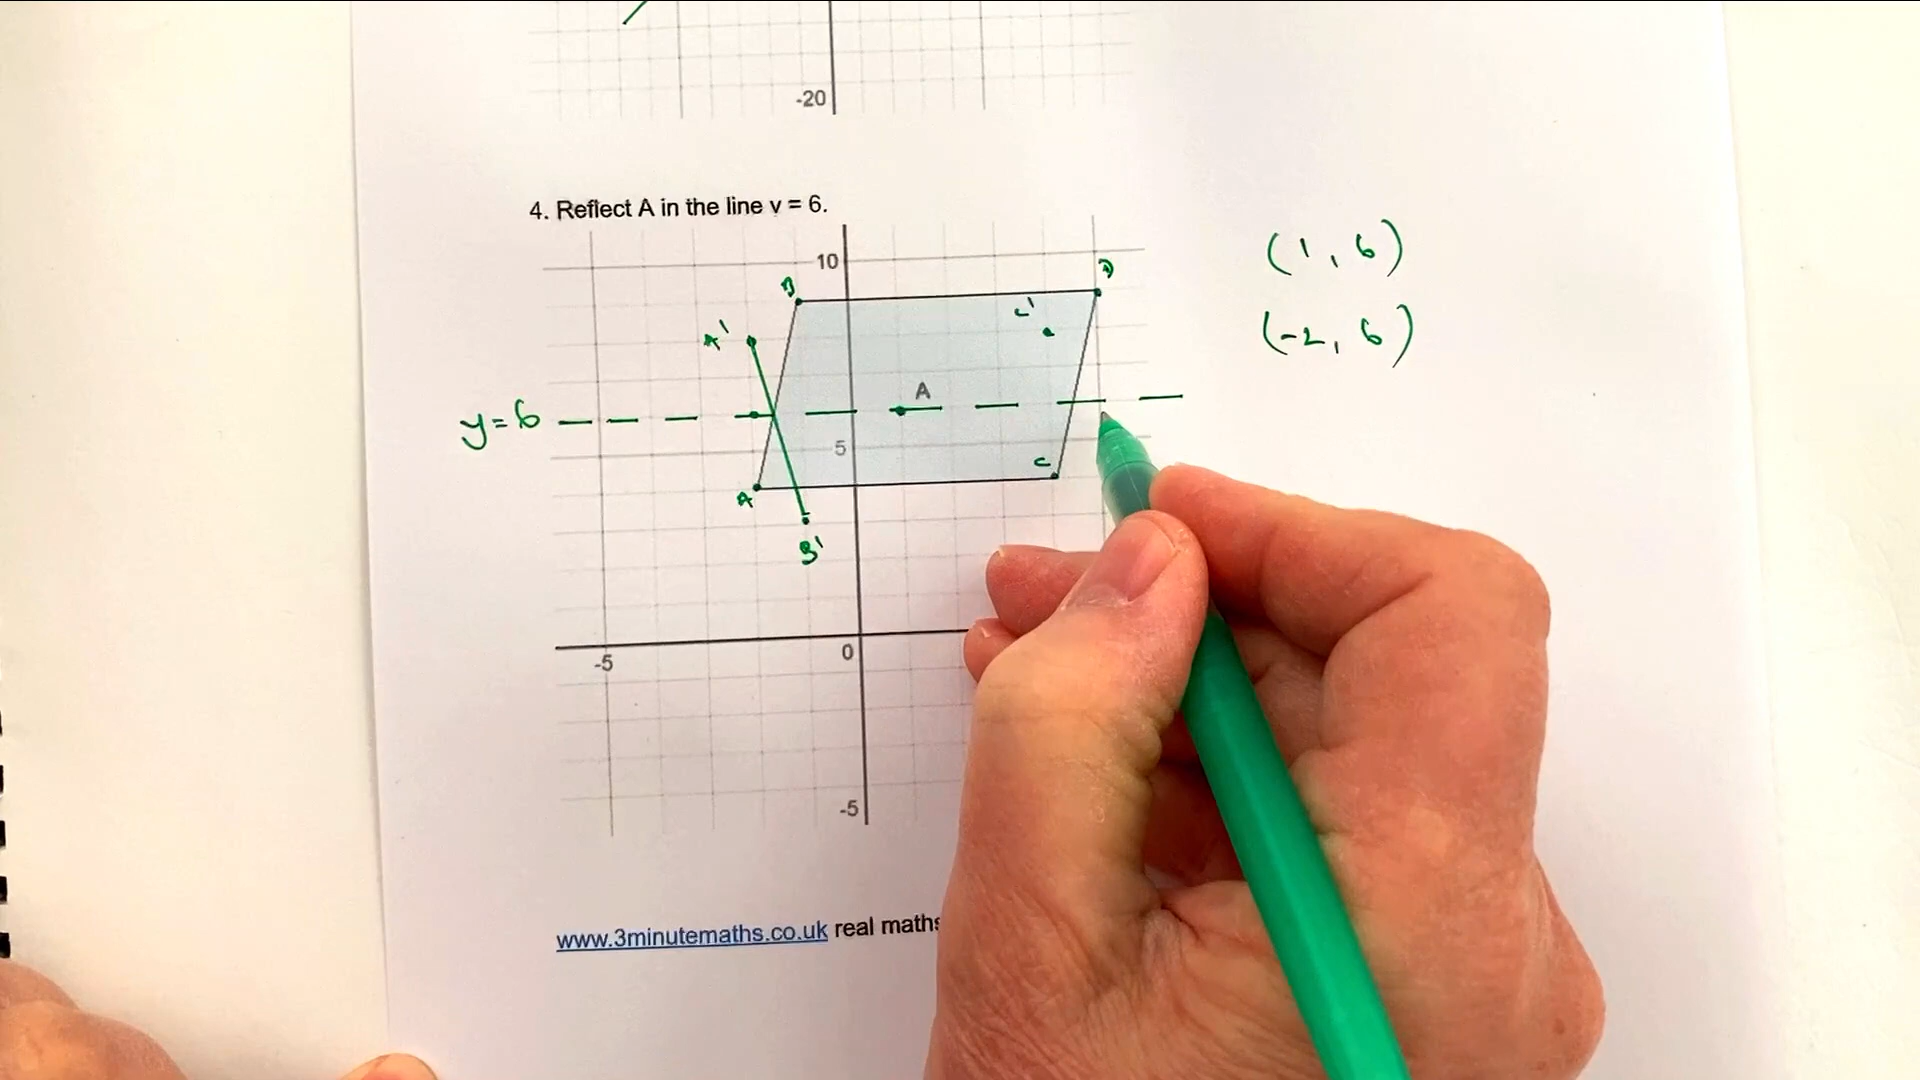 -20
4. Reflect A in the line v = 6.
(1, 6)
10
B
D
C'
A'
(-2, 6)
A
y=6
5
C
A
B'
0
-5
-5
www.3minutemaths.co.uk real maths